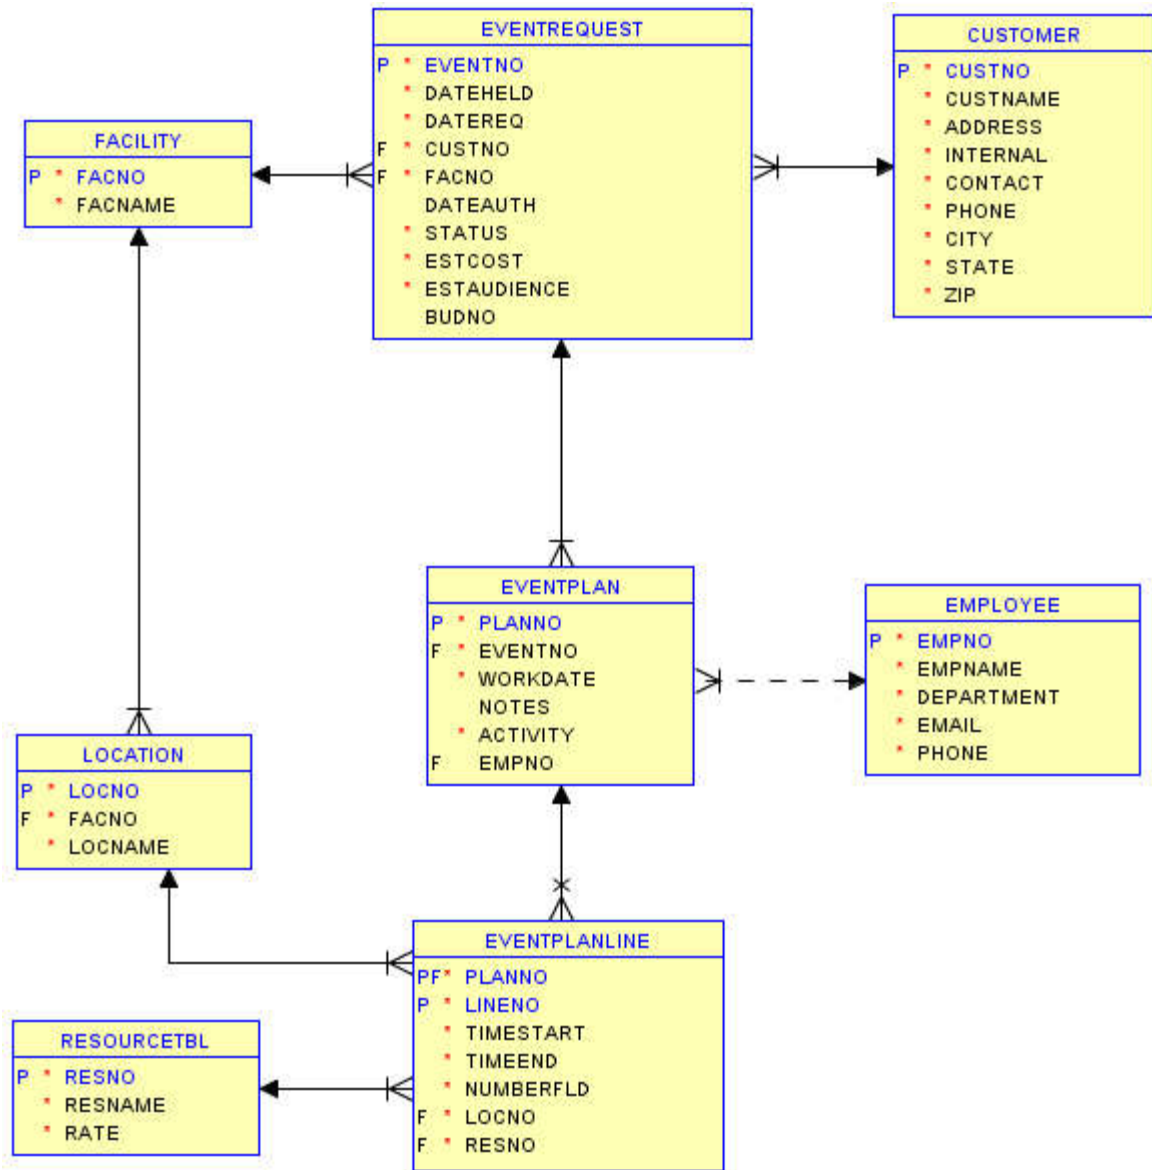 EVENTREQUEST
P * EVENTNO
* DATEHELD
* DATEREQ
F * CUSTNO
F * FACNO
DATEAUTH
* STATUS
* ESTCOST
* ESTAUDIENCE
BUDNO
CUSTOMER
P * CUSTNO
* CUSTNAME
* ADDRESS
* INTERNAL
* CONTACT
* PHONE
* CITY
* STATE
* ZIP
FACILITY
P * FACNO
* FACNAME
EVENTPLAN
P * PLANNO
F * EVENTNO
* WORKDATE
NOTES
* ACTIVITY
F EMPNO
EMPLOYEE
P * EMPNO
* EMPNAME
* DEPARTMENT
* EMAIL
* PHONE
LOCATION
P * LOCNO
F * FACNO
* LOCNAME
EVENTPLANLINE
PF* PLANNO
P * LINENO
* TIMESTART
* TIMEEND
* NUMBERFLD
F * LOCNO
F * RESNO
RESOURCETBL
P * RESNO
* RESNAME
* RATE